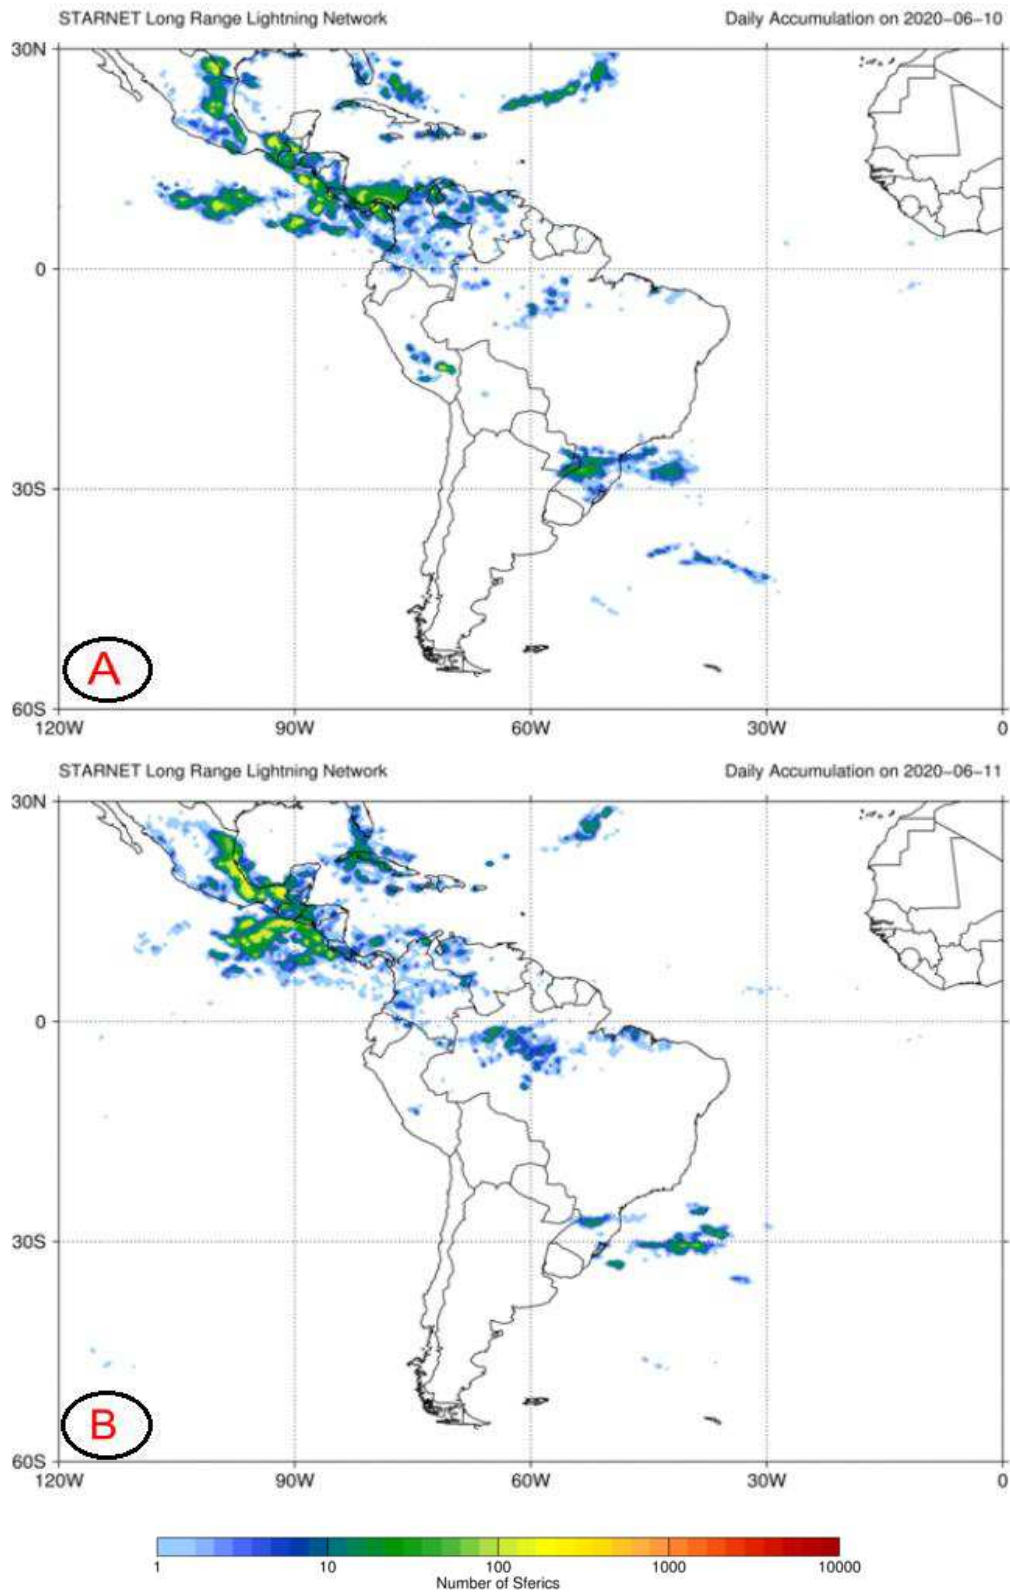 STARNET Long Range Lightning Network Daily Accumulation on 2020-06-10
30N
0
30S
A
60S
120W 90W 60W 30W 0
STARNET Long Range Lightning Network Daily Accumulation on 2020-06-11
30N
0
30S
B
60S
120W 90W 60W 30W 0
1 10 100 1000 10000
Number of Sferics